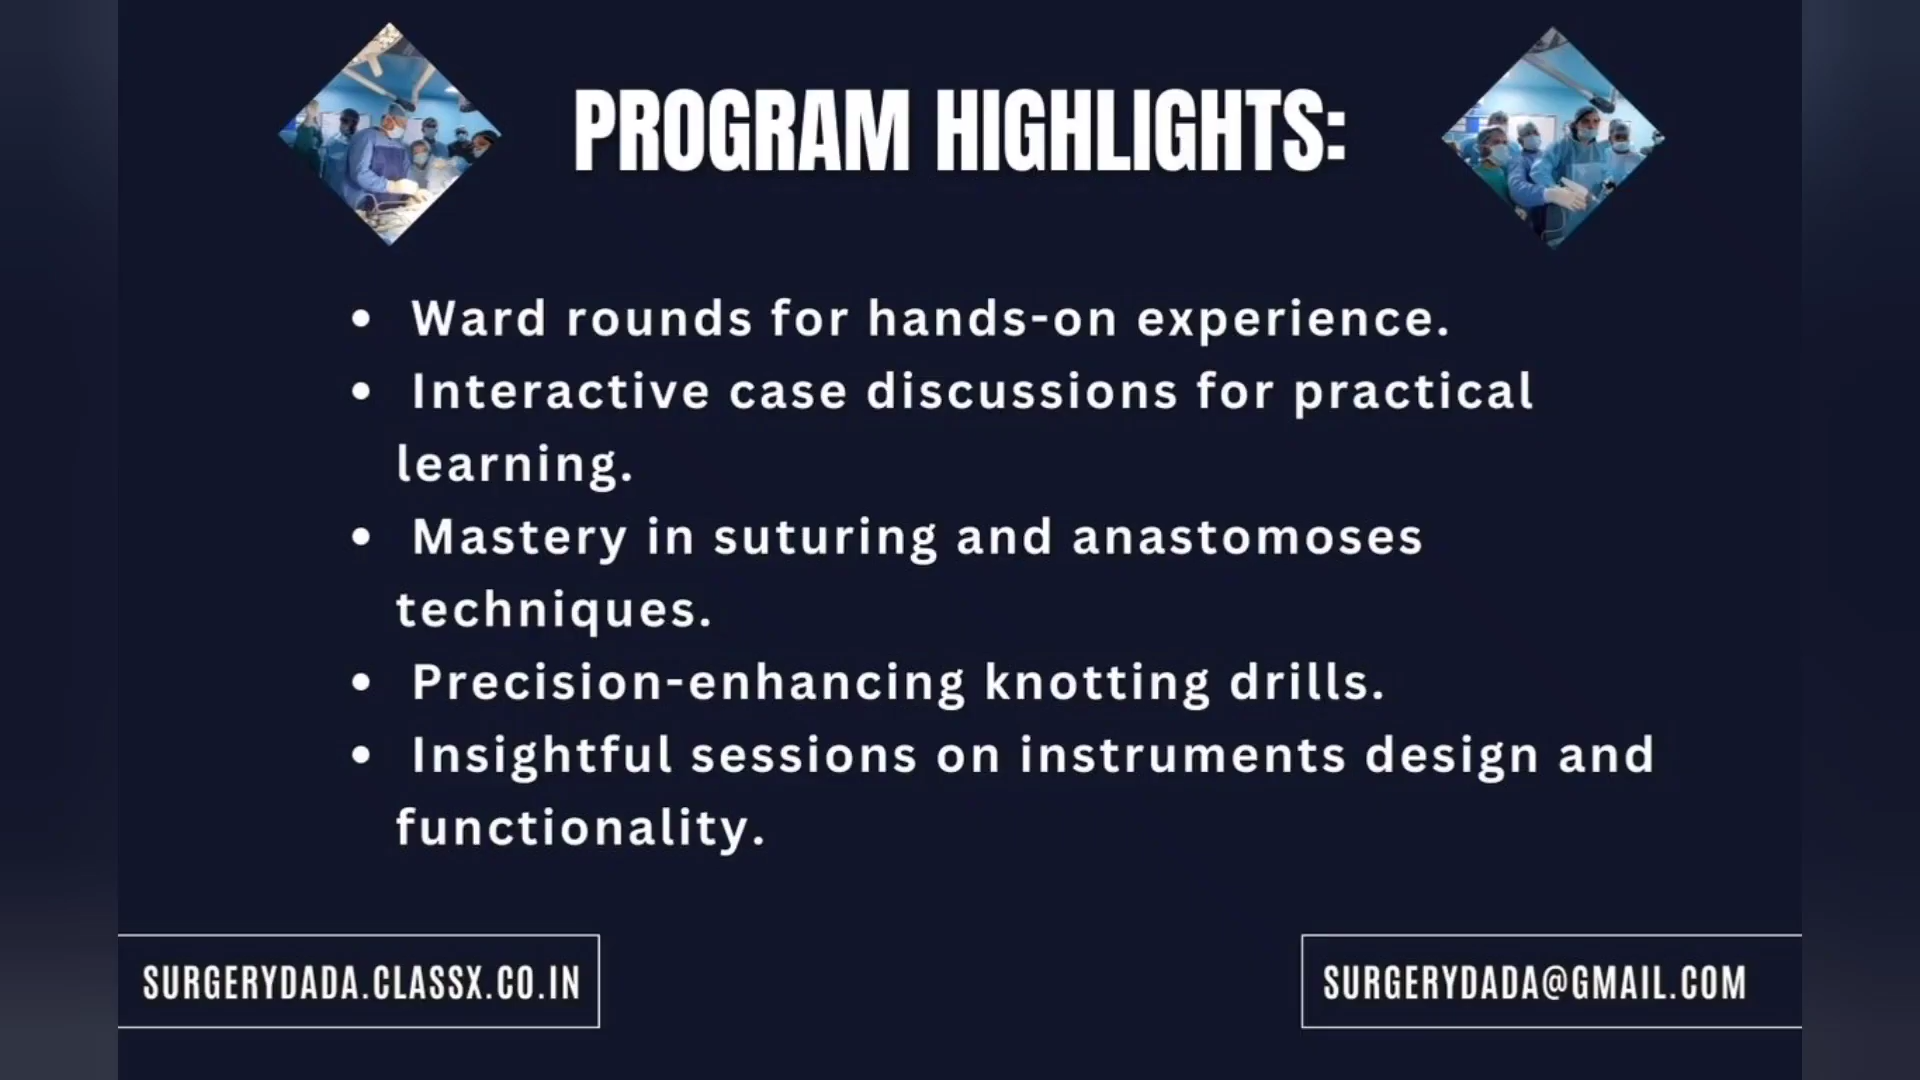 PROGRAM HIGHLIGHTS:
• Ward rounds for hands-on experience.
• Interactive case discussions for practical
learning.
• Mastery in suturing and anastomoses
techniques.
• Precision-enhancing knotting drills.
• Insightful sessions on instruments design and
functionality.
SURGERYDADA.CLASSX.CO.IN
SURGERYDADA@GMAIL.COM